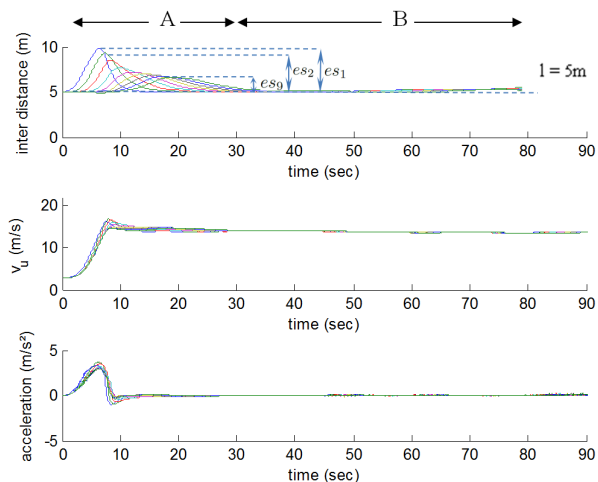 A B
10
5
0
inter distance (m)
es₉ es₂ es₁
l = 5m
0 10 20 30 40 50 60 70 80 90
time (sec)
20
10
0
vᵤ (m/s)
0 10 20 30 40 50 60 70 80 90
time (sec)
5
0
-5
acceleration (m/s²)
0 10 20 30 40 50 60 70 80 90
time (sec)